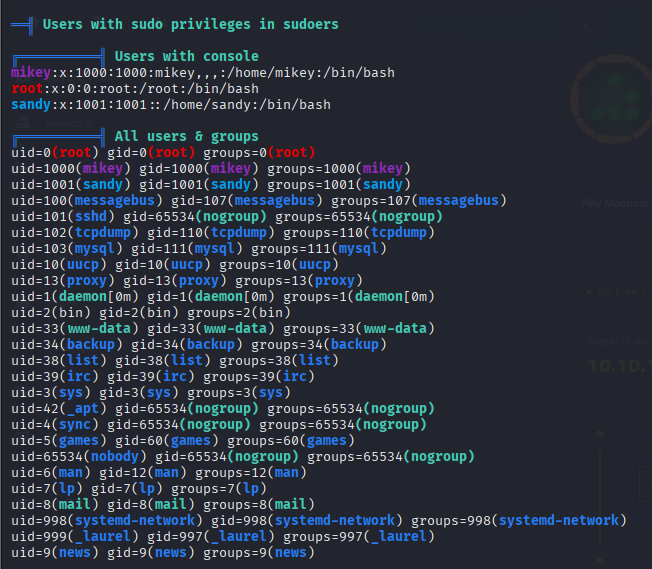 Users with sudo privileges in sudoers
Users with console
mikey:x:1000:1000:mikey,,,:/home/mikey:/bin/bash
root:x:0:0:root:/root:/bin/bash
sandy:x:1001:1001::/home/sandy:/bin/bash
All users & groups
uid=0(root) gid=0(root) groups=0(root)
uid=1000(mikey) gid=1000(mikey) groups=1000(mikey)
uid=1001(sandy) gid=1001(sandy) groups=1001(sandy)
uid=100(messagebus) gid=107(messagebus) groups=107(messagebus)
uid=101(sshd) gid=65534(nogroup) groups=65534(nogroup)
uid=102(tcpdump) gid=110(tcpdump) groups=110(tcpdump)
uid=103(mysql) gid=111(mysql) groups=111(mysql)
uid=10(uucp) gid=10(uucp) groups=10(uucp)
uid=13(proxy) gid=13(proxy) groups=13(proxy)
uid=1(daemon[0m) gid=1(daemon[0m) groups=1(daemon[0m)
uid=2(bin) gid=2(bin) groups=2(bin)
uid=33(www-data) gid=33(www-data) groups=33(www-data)
uid=34(backup) gid=34(backup) groups=34(backup)
uid=38(list) gid=38(list) groups=38(list)
uid=39(irc) gid=39(irc) groups=39(irc)
uid=3(sys) gid=3(sys) groups=3(sys)
uid=42(_apt) gid=65534(nogroup) groups=65534(nogroup)
uid=4(sync) gid=65534(nogroup) groups=65534(nogroup)
uid=5(games) gid=60(games) groups=60(games)
uid=65534(nobody) gid=65534(nogroup) groups=65534(nogroup)
uid=6(man) gid=12(man) groups=12(man)
uid=7(lp) gid=7(lp) groups=7(lp)
uid=8(mail) gid=8(mail) groups=8(mail)
uid=998(systemd-network) gid=998(systemd-network) groups=998(systemd-network)
uid=999(_laurel) gid=997(_laurel) groups=997(_laurel)
uid=9(news) gid=9(news) groups=9(news)
Play Machine
10.10.